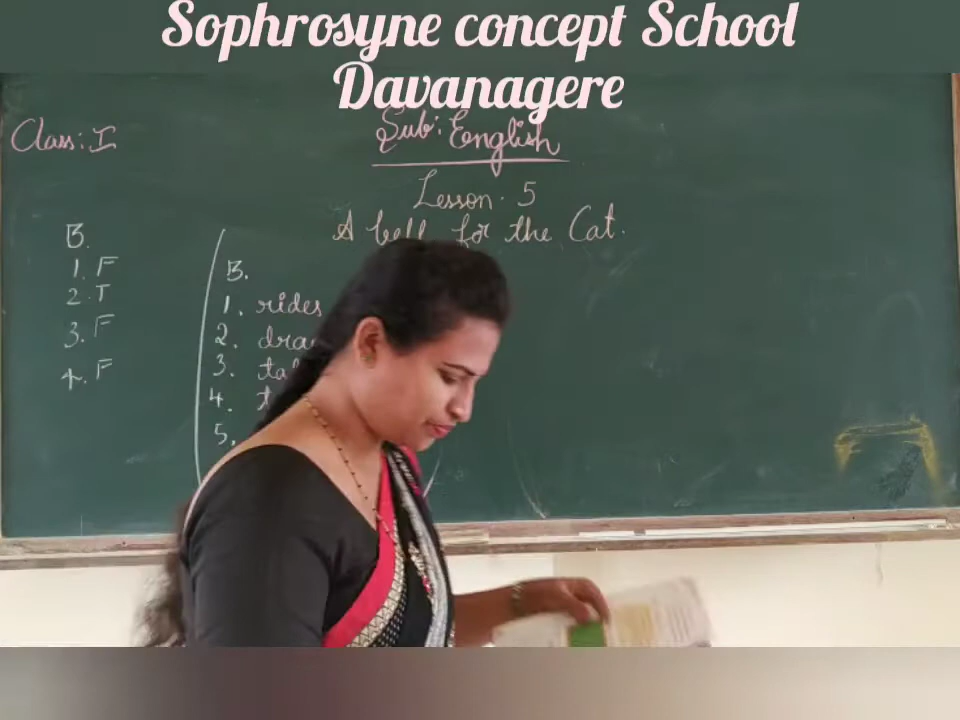 Sophrosyne concept School
Davanagere
Class: I
Sub: English
Lesson. 5
A bell for the Cat.
B.
1. F
2. T
3. F
4. F
B.
1. rides
2.
3.
4.
5.